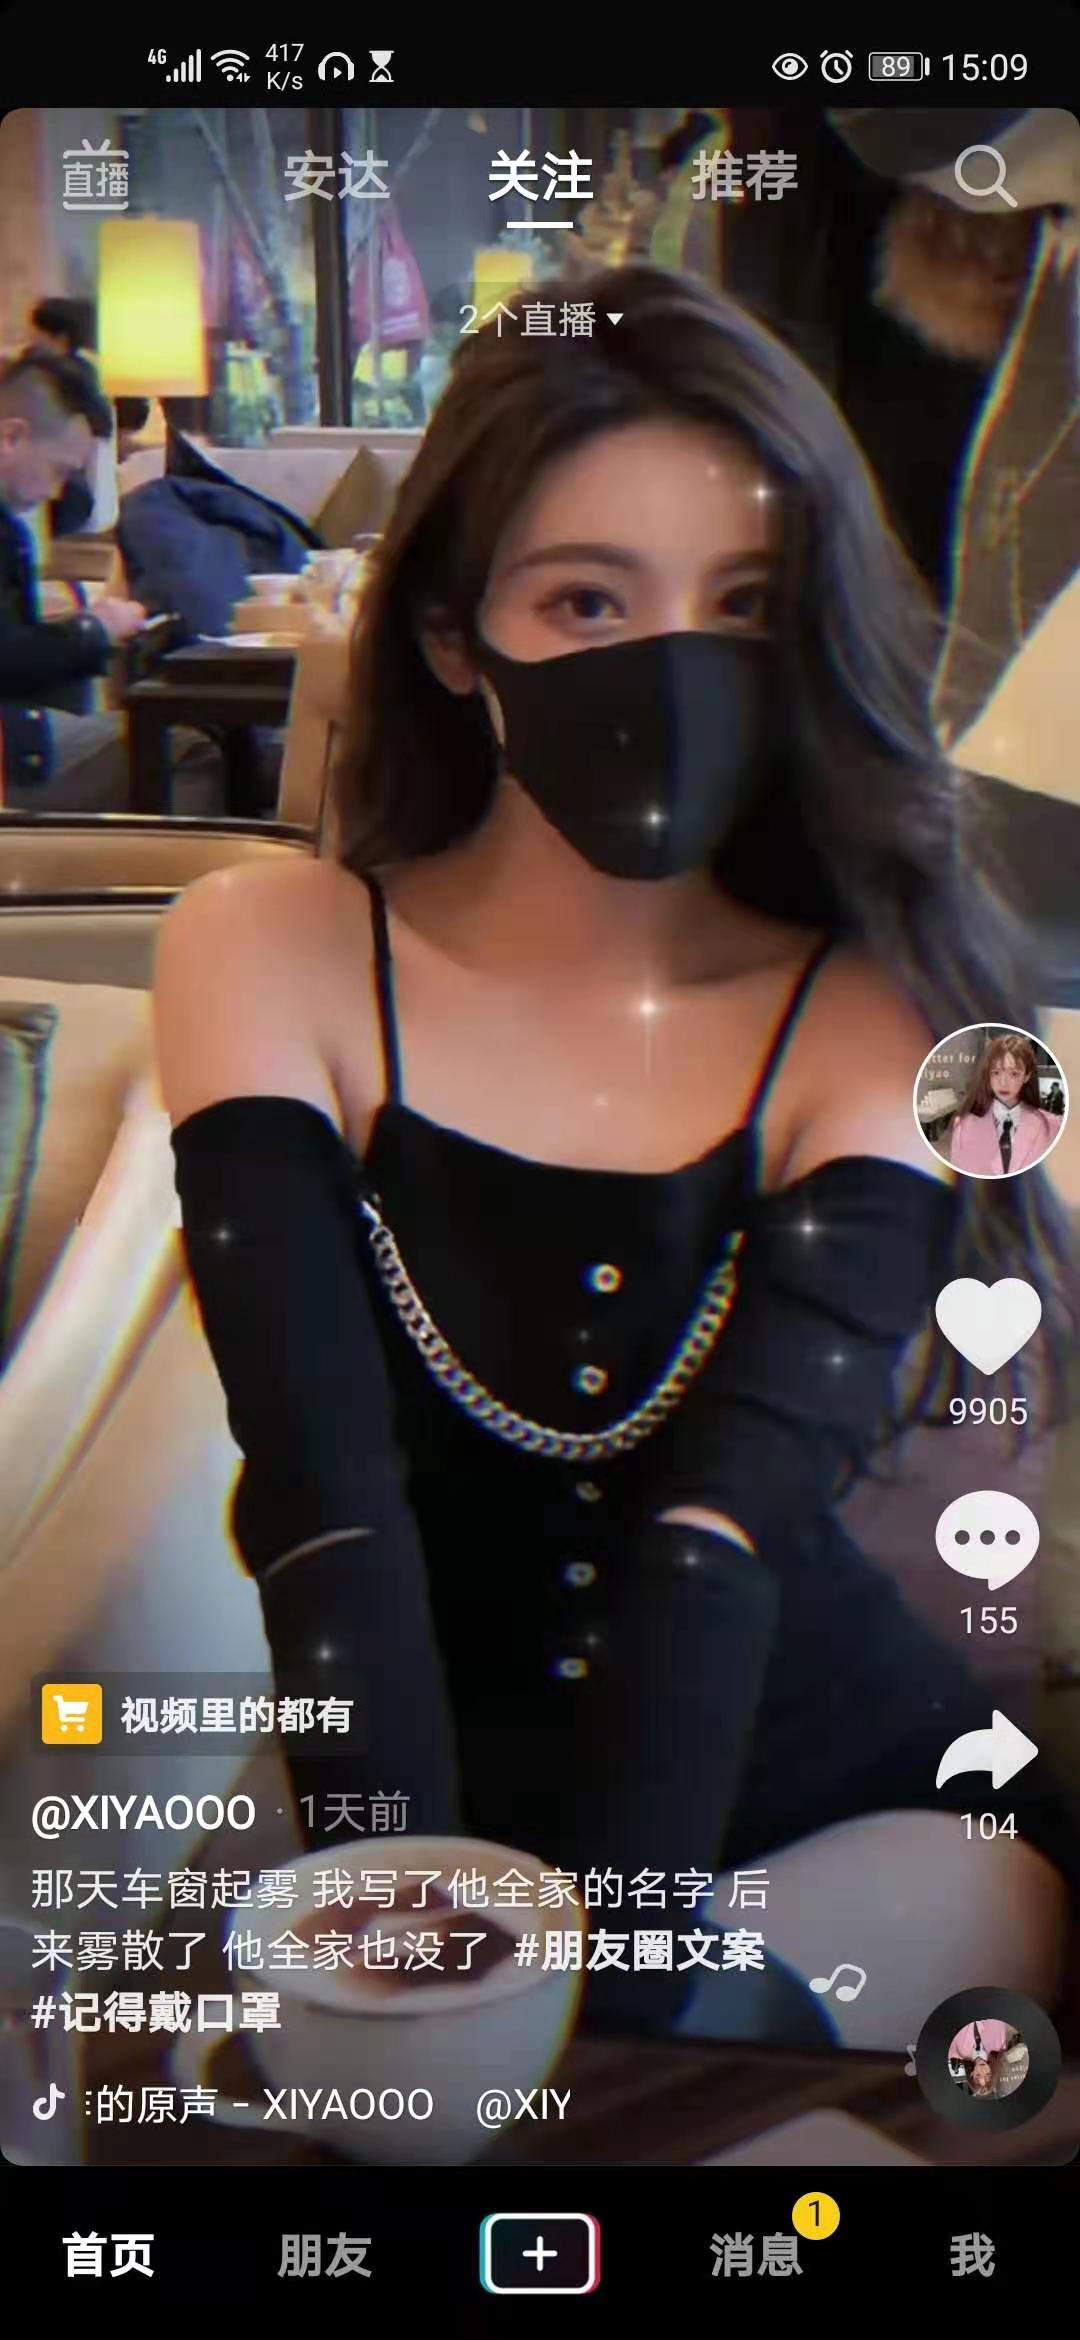 4G
417
K/s
89
15:09
直播
安达
关注
推荐
2个直播
tter for
iyao
9905
155
视频里的都有
104
@XIYAOOO · 1天前
那天车窗起雾 我写了他全家的名字 后
来雾散了 他全家也没了 #朋友圈文案
#记得戴口罩
的原声 - XIYAOOO @XIY
首页
朋友
消息
1
我